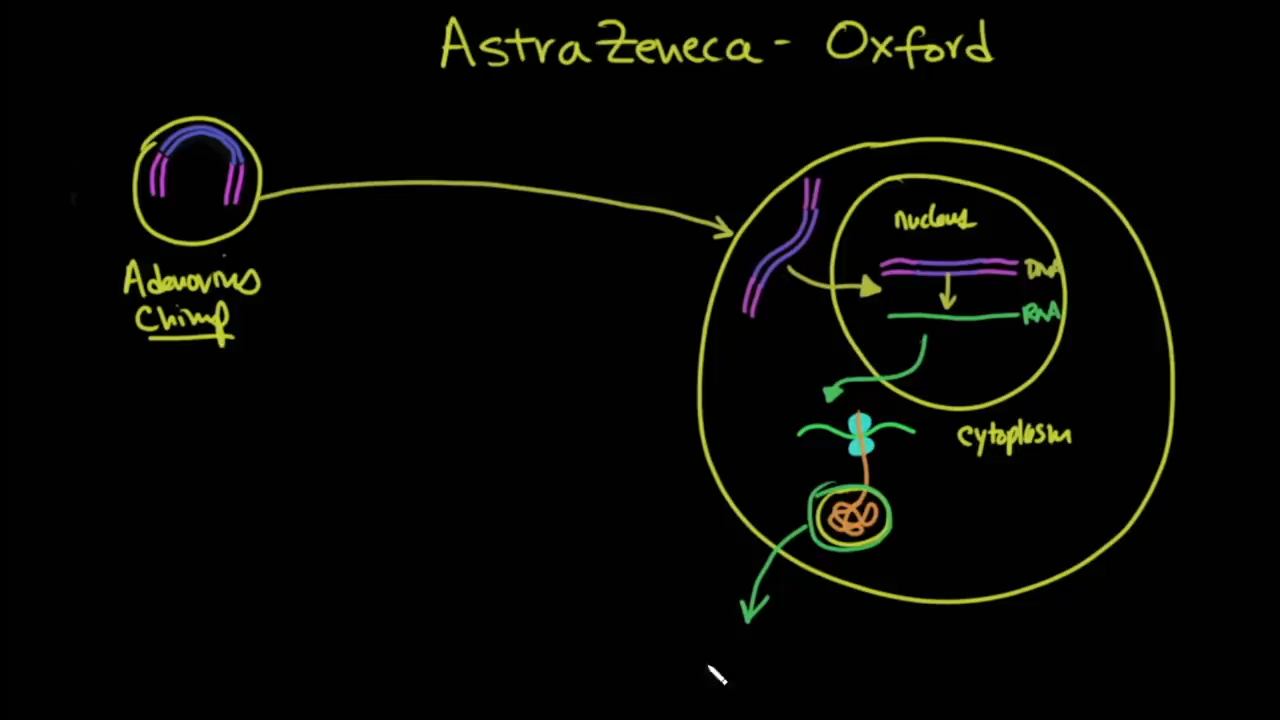 AstraZeneca - Oxford
Adenovirus
Chimp
nucleus
DNA
RNA
cytoplasm